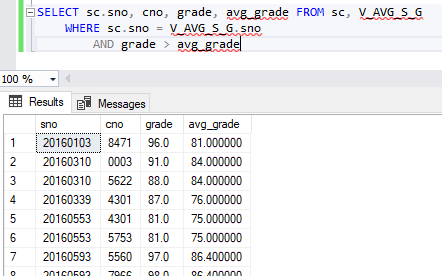 SELECT sc.sno, cno, grade, avg_grade FROM sc, V_AVG_S_G
WHERE sc.sno = V_AVG_S_G.sno
AND grade > avg_grade
100 %
Results Messages
sno cno grade avg_grade
1 20160103 8471 96.0 81.000000
2 20160310 0003 91.0 84.000000
3 20160310 5622 88.0 84.000000
4 20160339 4301 87.0 76.000000
5 20160553 4301 81.0 75.000000
6 20160553 5753 81.0 75.000000
7 20160593 5560 97.0 86.400000
8 20160593 7966 98.0 86.400000